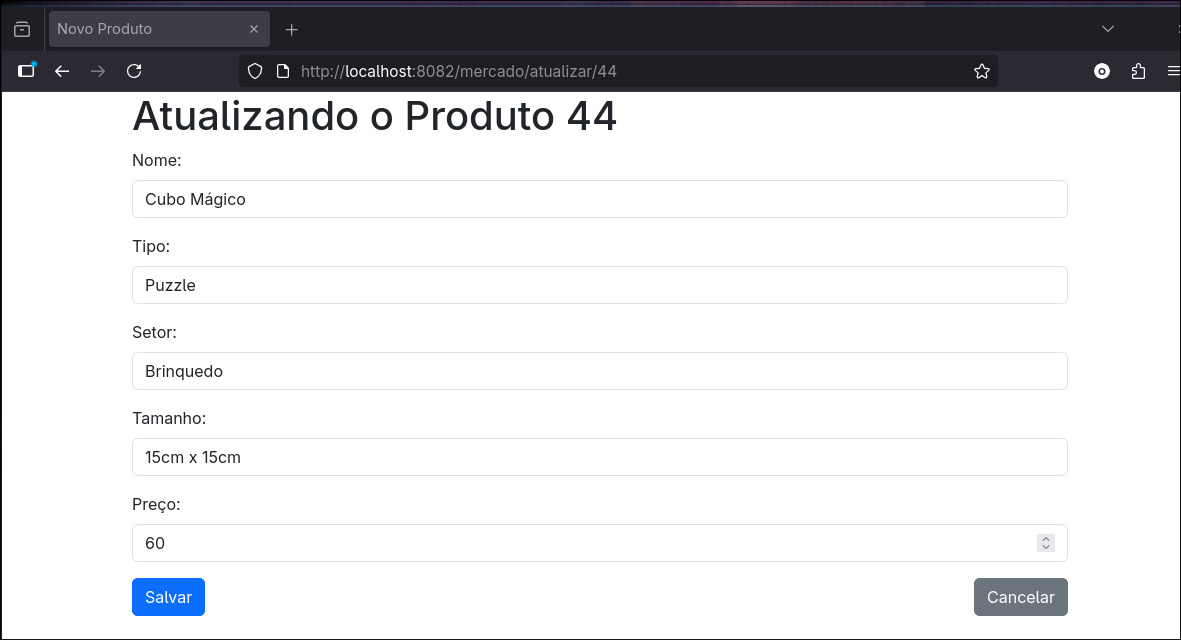 Novo Produto
http://localhost:8082/mercado/atualizar/44
Atualizando o Produto 44
Nome:
Cubo Mágico
Tipo:
Puzzle
Setor:
Brinquedo
Tamanho:
15cm x 15cm
Preço:
60
Salvar
Cancelar